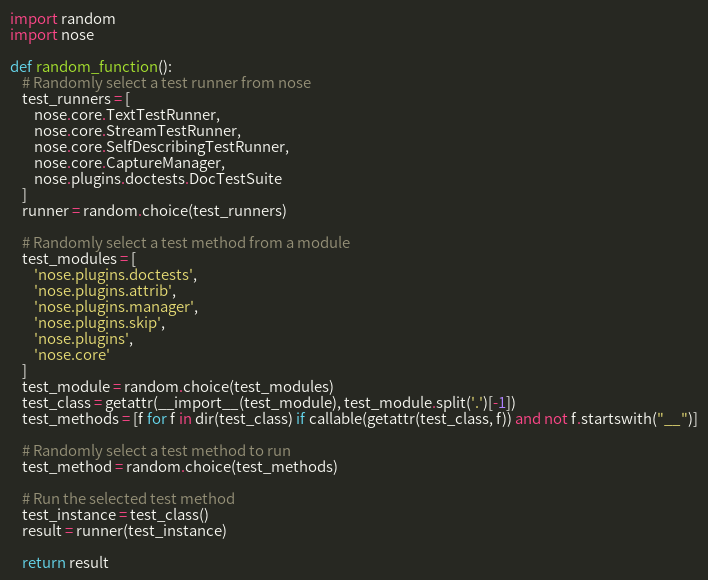 import random
import nose

def random_function():
    # Randomly select a test runner from nose
    test_runners = [
        nose.core.TextTestRunner,
        nose.core.StreamTestRunner,
        nose.core.SelfDescribingTestRunner,
        nose.core.CaptureManager,
        nose.plugins.doctests.DocTestSuite
    ]
    runner = random.choice(test_runners)

    # Randomly select a test method from a module
    test_modules = [
        'nose.plugins.doctests',
        'nose.plugins.attrib',
        'nose.plugins.manager',
        'nose.plugins.skip',
        'nose.plugins',
        'nose.core'
    ]
    test_module = random.choice(test_modules)
    test_class = getattr(__import__(test_module), test_module.split('.')[-1])
    test_methods = [f for f in dir(test_class) if callable(getattr(test_class, f)) and not f.startswith("__")]

    # Randomly select a test method to run
    test_method = random.choice(test_methods)

    # Run the selected test method
    test_instance = test_class()
    result = runner(test_instance)

    return result